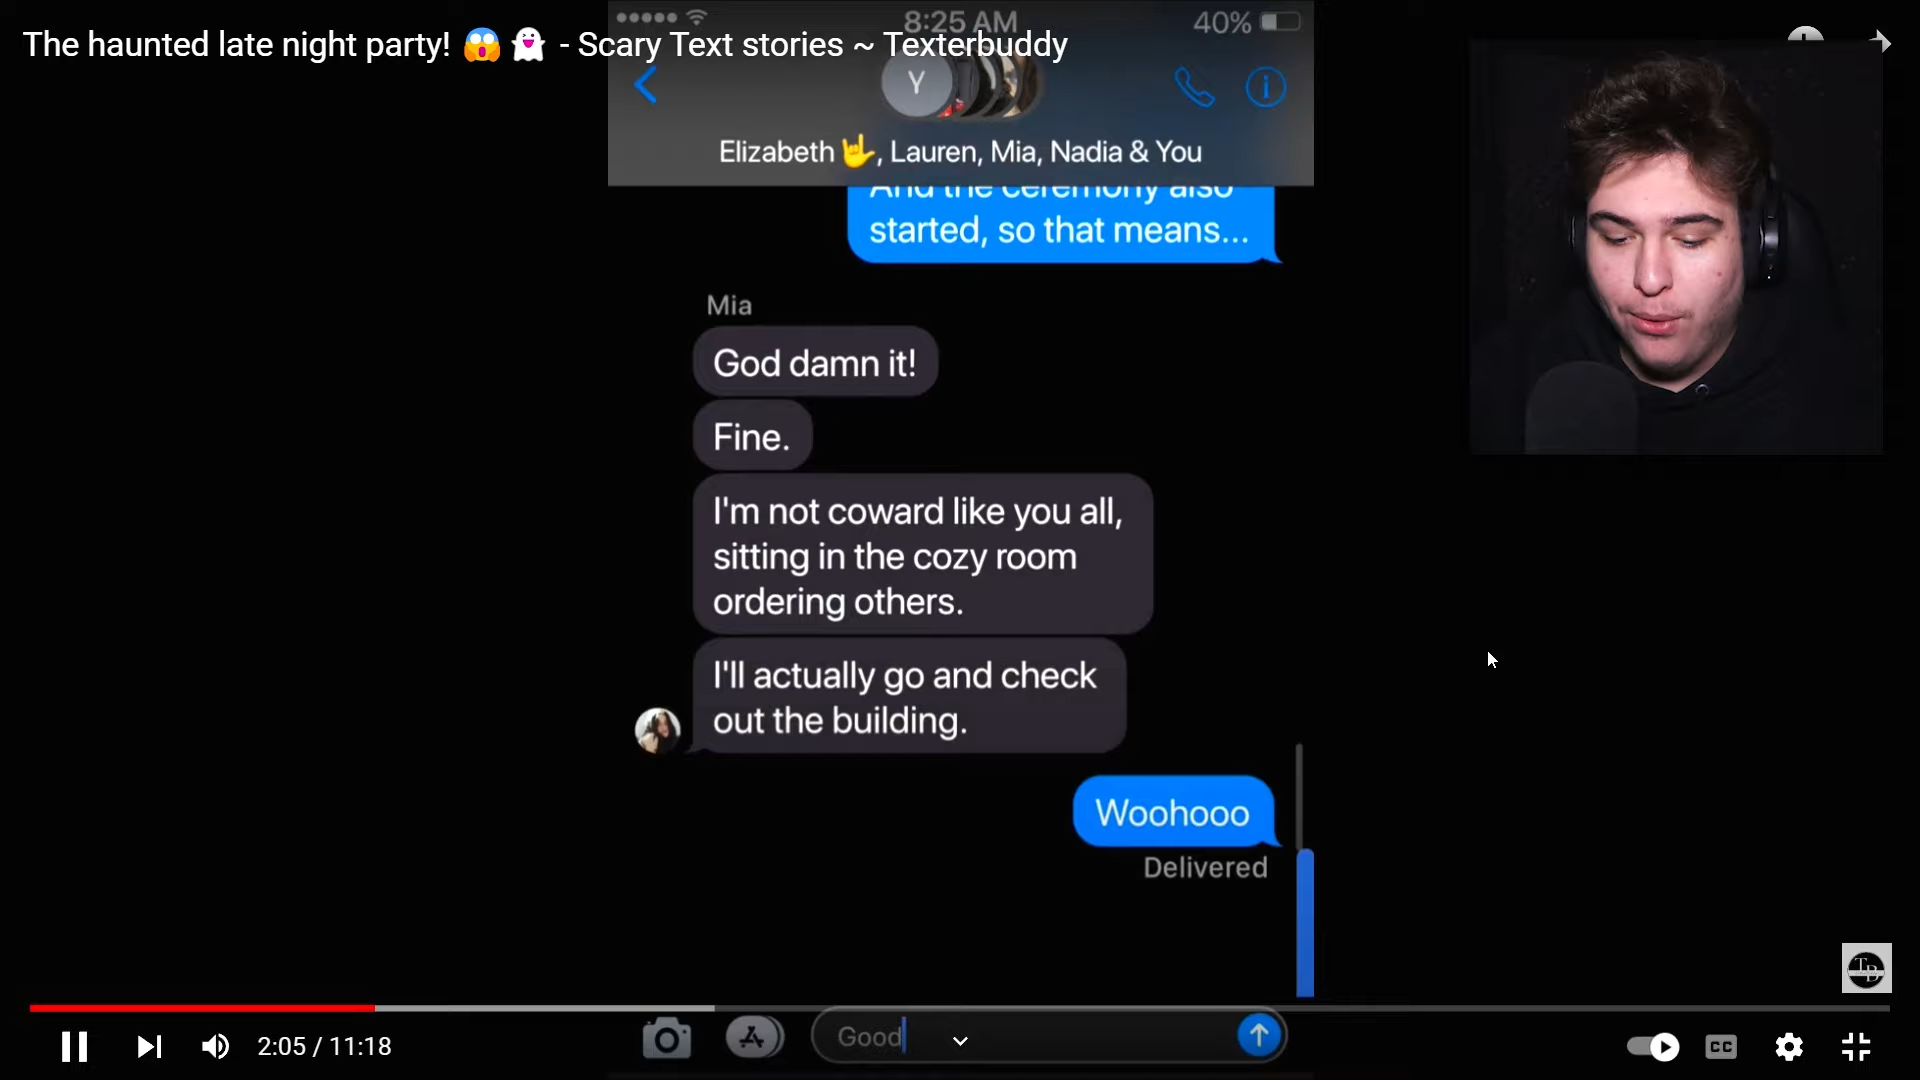 8:25 AM
40%
The haunted late night party! 😱👻 - Scary Text stories ~ Texterbuddy
Y
Elizabeth 🤟, Lauren, Mia, Nadia & You
And the ceremony also
started, so that means...
Mia
God damn it!
Fine.
I'm not coward like you all,
sitting in the cozy room
ordering others.
I'll actually go and check
out the building.
Woohooo
Delivered
TB
2:05 / 11:18
Good
CC